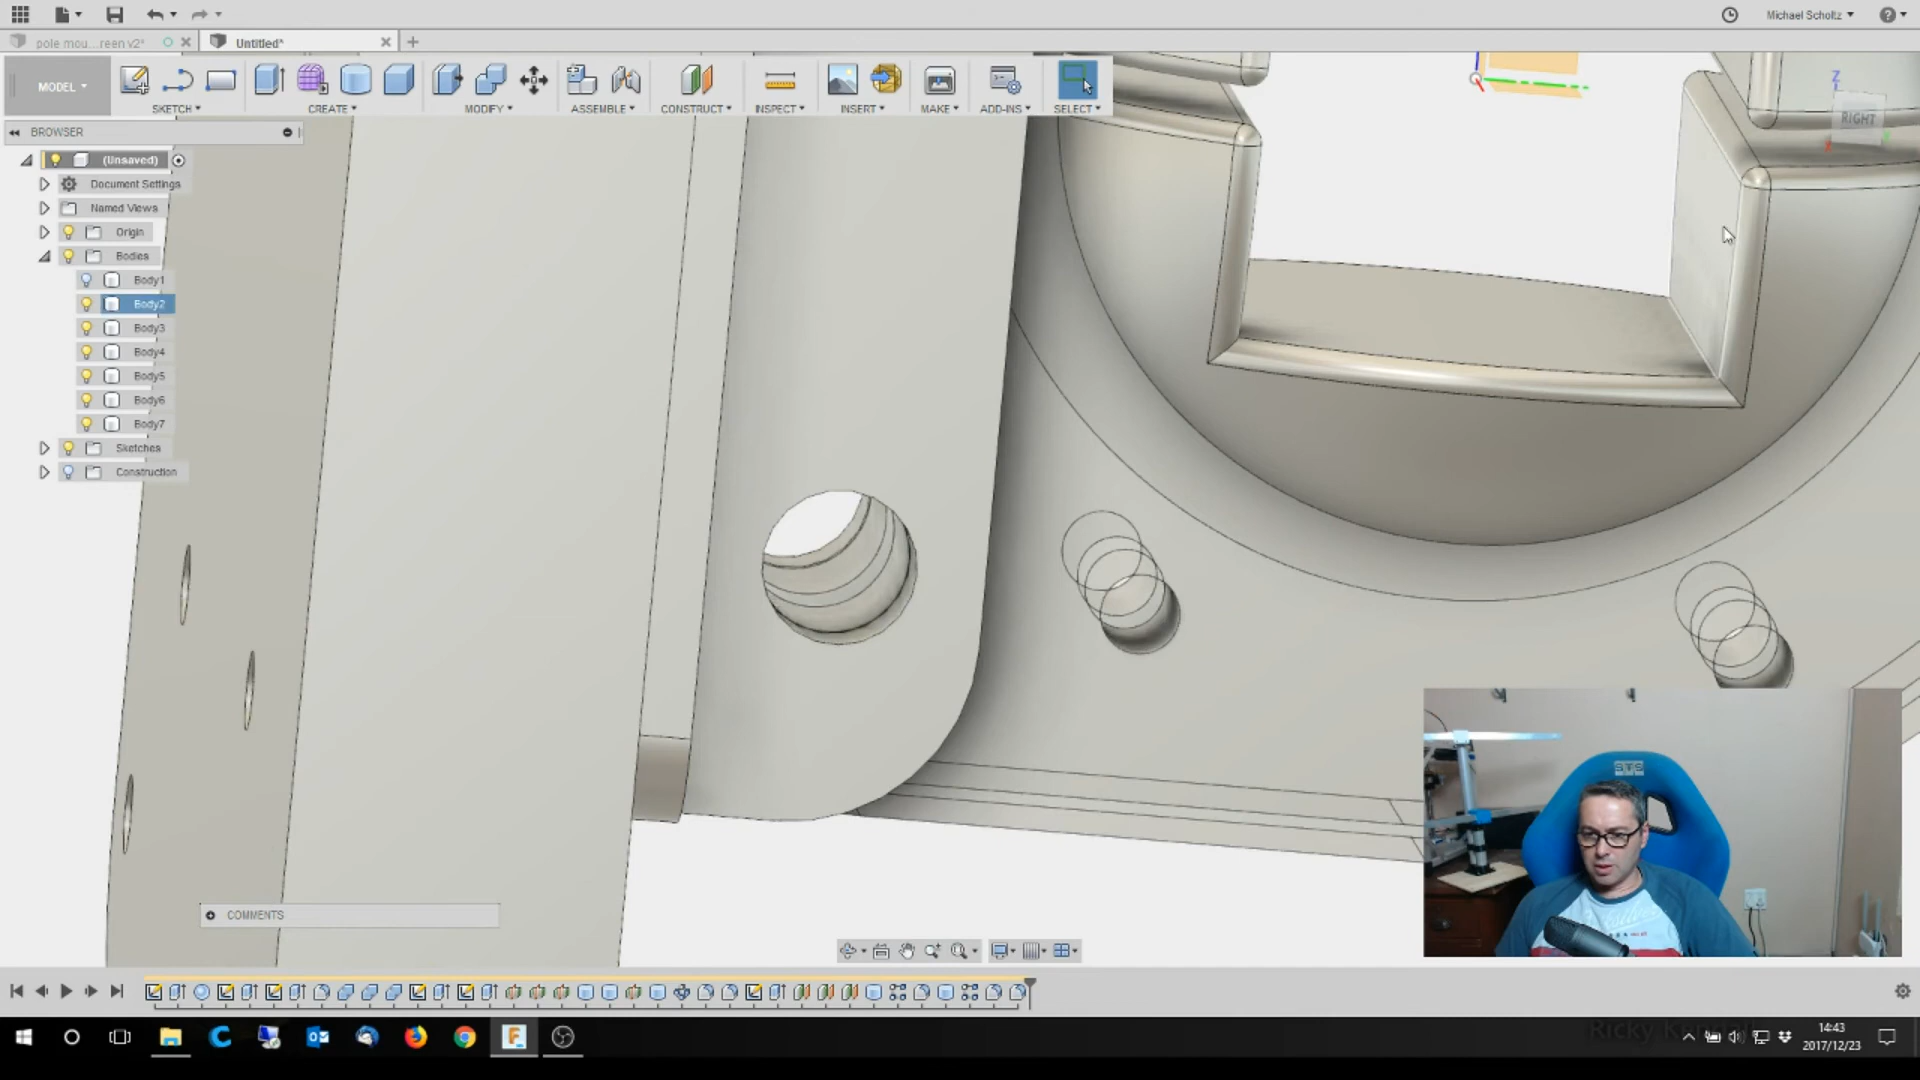 Michael Scholtz
pole mou...reen v2*
Untitled*
MODEL
SKETCH
CREATE
MODIFY
ASSEMBLE
CONSTRUCT
INSPECT
INSERT
MAKE
ADD-INS
SELECT
Z
RIGHT
BROWSER
(Unsaved)
Document Settings
Named Views
Origin
Bodies
Body1
Body2
Body3
Body4
Body5
Body6
Body7
Sketches
Construction
STS
COMMENTS
14:43
2017/12/23